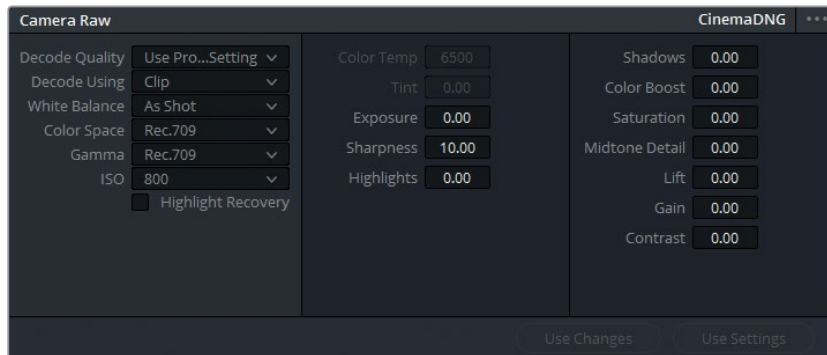 Camera Raw CinemaDNG
Decode Quality Use Pro...Setting
Decode Using Clip
White Balance As Shot
Color Space Rec.709
Gamma Rec.709
ISO 800
Highlight Recovery
Color Temp 6500
Tint 0.00
Exposure 0.00
Sharpness 10.00
Highlights 0.00
Shadows 0.00
Color Boost 0.00
Saturation 0.00
Midtone Detail 0.00
Lift 0.00
Gain 0.00
Contrast 0.00
Use Changes Use Settings